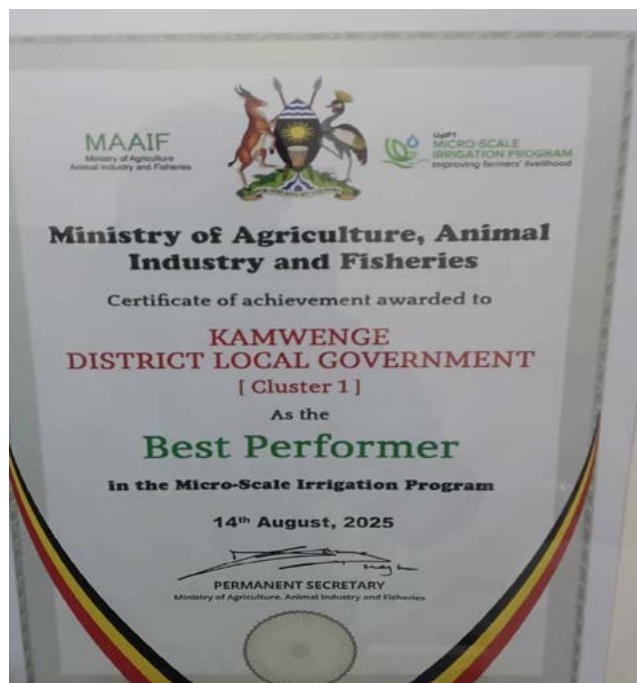 MAAIF
Ministry of Agriculture
Animal Industry and Fisheries
UgIFT
MICRO-SCALE
IRRIGATION PROGRAM
Improving farmers' livelihood
Ministry of Agriculture, Animal
Industry and Fisheries
Certificate of achievement awarded to
KAMWENGE
DISTRICT LOCAL GOVERNMENT
[ Cluster 1 ]
As the
Best Performer
in the Micro-Scale Irrigation Program
14th August, 2025
PERMANENT SECRETARY
Ministry of Agriculture, Animal Industry and Fisheries